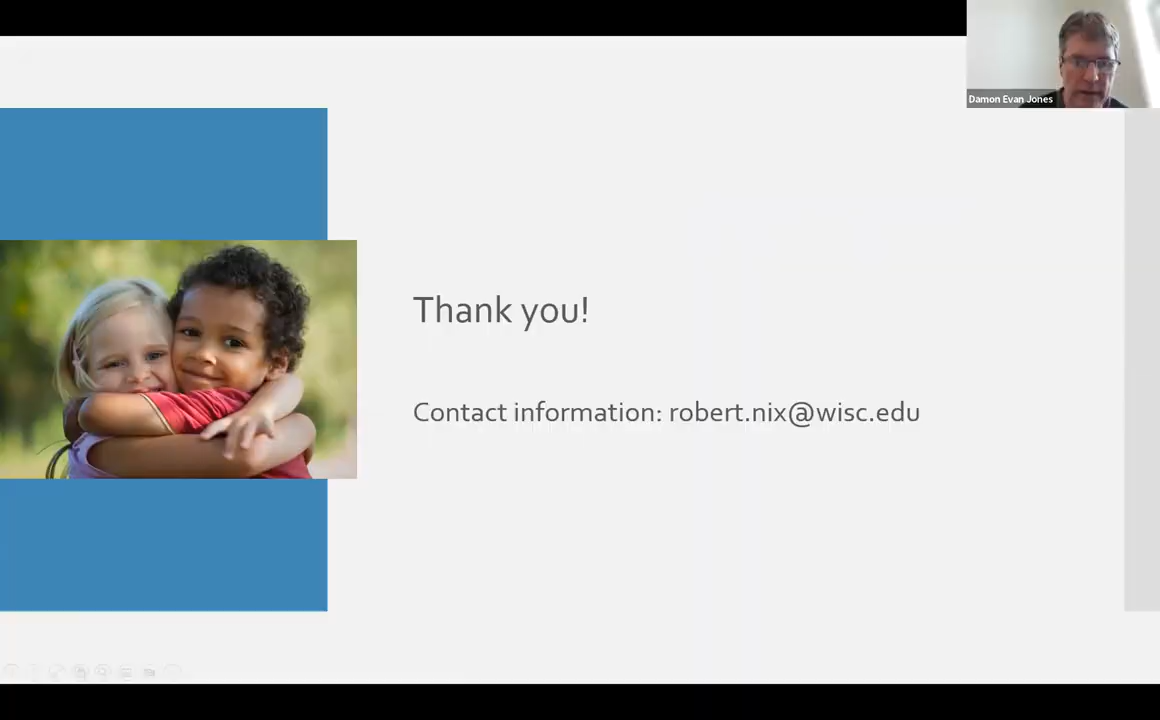 Damon Evan Jones
Thank you!
Contact information: robert.nix@wisc.edu